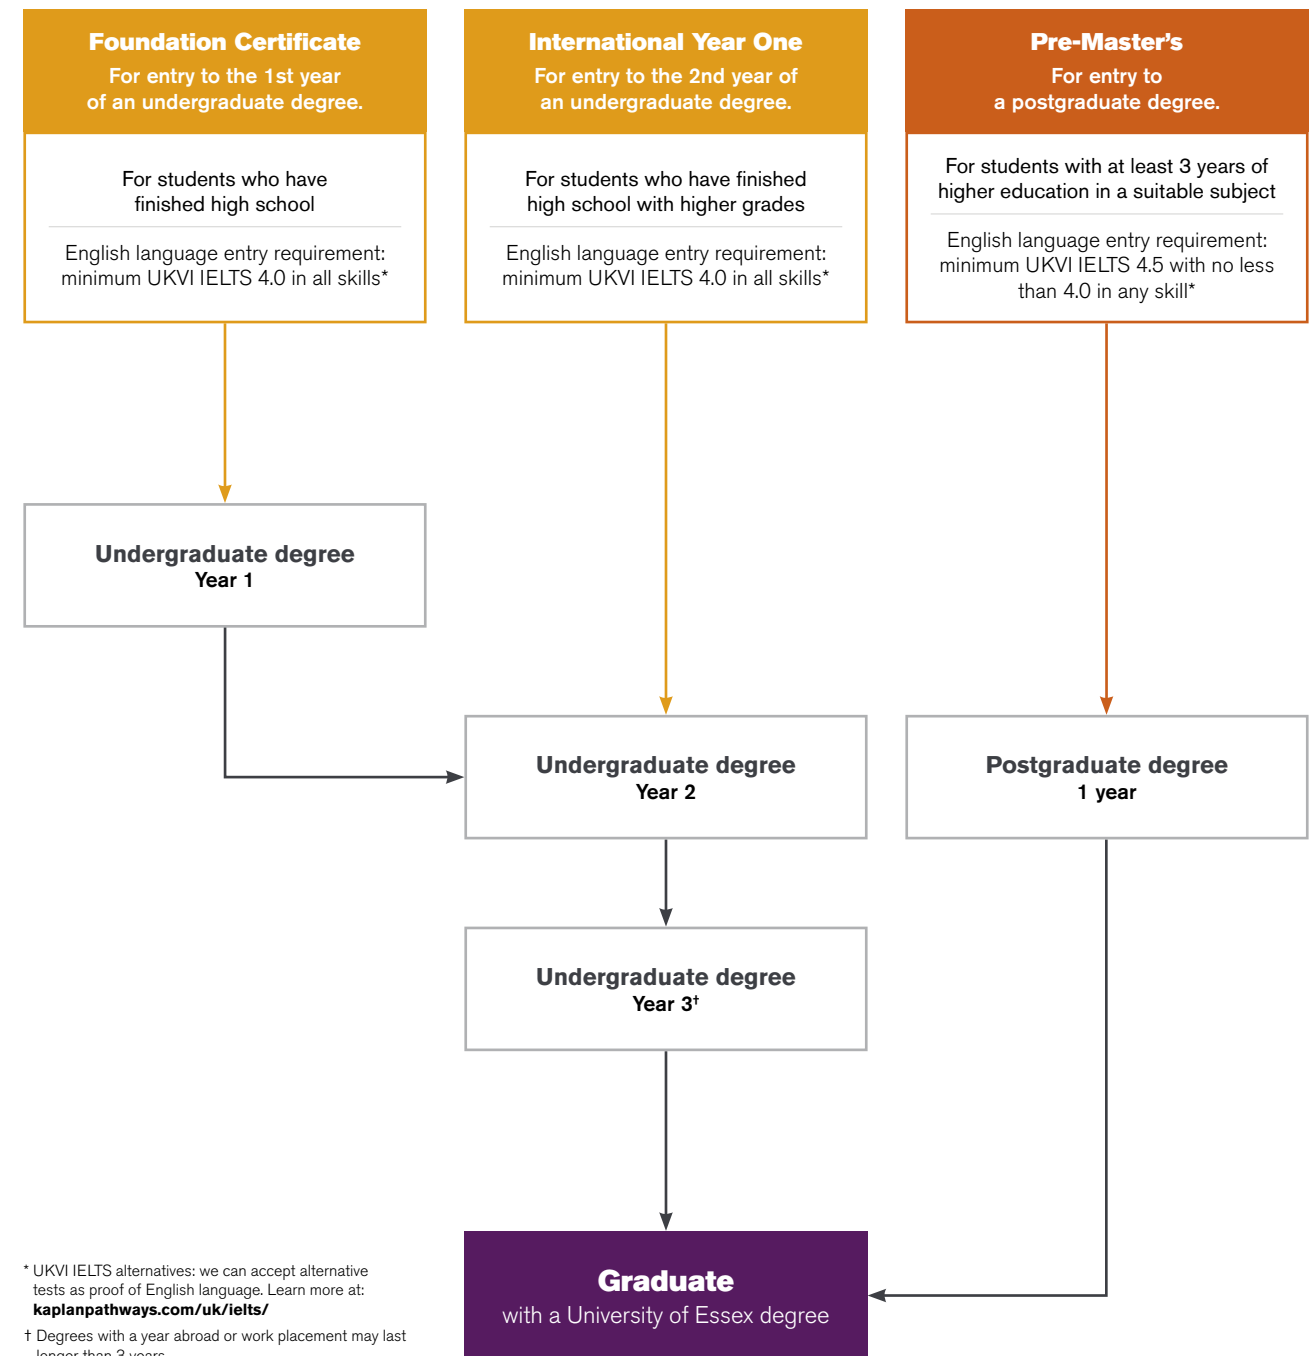 Foundation Certificate
For entry to the 1st year
of an undergraduate degree.
For students who have
finished high school
English language entry requirement:
minimum UKVI IELTS 4.0 in all skills*
International Year One
For entry to the 2nd year of
an undergraduate degree.
For students who have finished
high school with higher grades
English language entry requirement:
minimum UKVI IELTS 4.0 in all skills*
Pre-Master's
For entry to
a postgraduate degree.
For students with at least 3 years of
higher education in a suitable subject
English language entry requirement:
minimum UKVI IELTS 4.5 with no less
than 4.0 in any skill*
Undergraduate degree
Year 1
Undergraduate degree
Year 2
Postgraduate degree
1 year
Undergraduate degree
Year 3†
Graduate
with a University of Essex degree
* UKVI IELTS alternatives: we can accept alternative
tests as proof of English language. Learn more at:
kaplanpathways.com/uk/ielts/
† Degrees with a year abroad or work placement may last
longer than 3 years